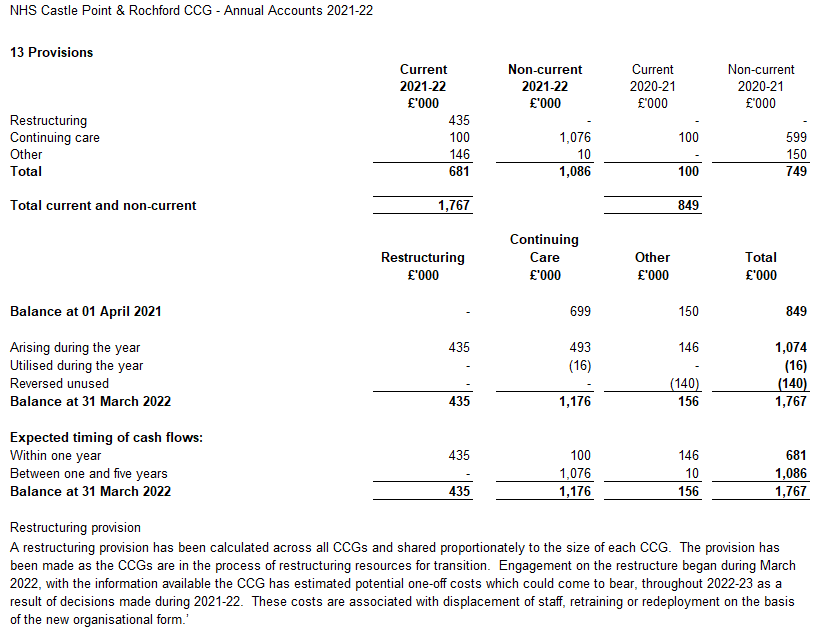 NHS Castle Point & Rochford CCG - Annual Accounts 2021-22
13 Provisions
Current Non-current Current Non-current
2021-22 2021-22 2020-21 2020-21
£'000 £'000 £'000 £'000
Restructuring 435 - - -
Continuing care 100 1,076 100 599
Other 146 10 - 150
Total 681 1,086 100 749
Total current and non-current 1,767 849
Continuing
Restructuring Care Other Total
£'000 £'000 £'000 £'000
Balance at 01 April 2021 - 699 150 849
Arising during the year 435 493 146 1,074
Utilised during the year - (16) - (16)
Reversed unused - - (140) (140)
Balance at 31 March 2022 435 1,176 156 1,767
Expected timing of cash flows:
Within one year 435 100 146 681
Between one and five years - 1,076 10 1,086
Balance at 31 March 2022 435 1,176 156 1,767
Restructuring provision
A restructuring provision has been calculated across all CCGs and shared proportionately to the size of each CCG. The provision has
been made as the CCGs are in the process of restructuring resources for transition. Engagement on the restructure began during March
2022, with the information available the CCG has estimated potential one-off costs which could come to bear, throughout 2022-23 as a
result of decisions made during 2021-22. These costs are associated with displacement of staff, retraining or redeployment on the basis
of the new organisational form.'